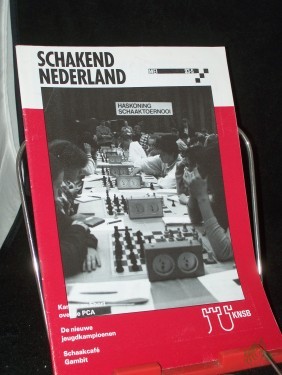 SCHAKEND
NEDERLAND
HASKONING
SCHAAKTOERNOOI
PCA
De nieuwe
jeugdkampioenen
Schaakcafé
Gambit
KNSB